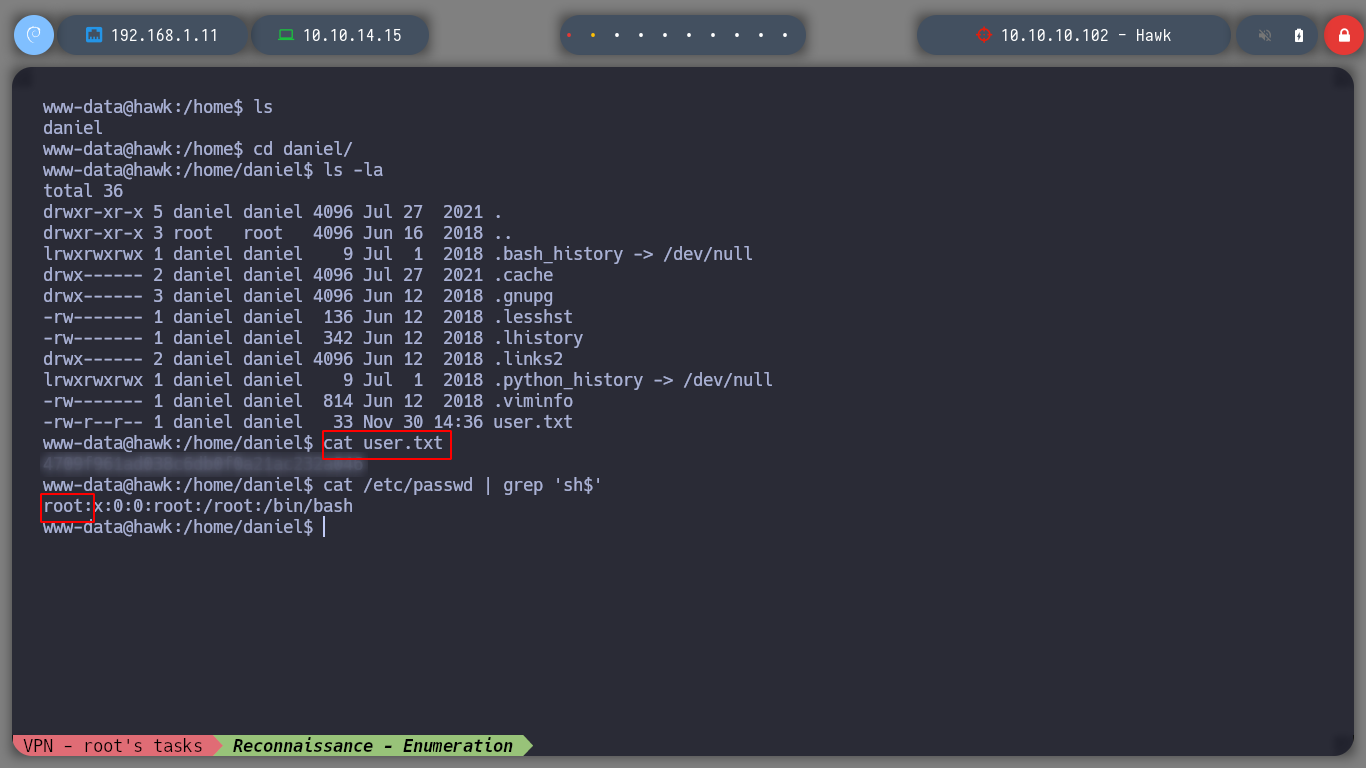 192.168.1.11 10.10.14.15 10.10.10.102 - Hawk
www-data@hawk:/home$ ls
daniel
www-data@hawk:/home$ cd daniel/
www-data@hawk:/home/daniel$ ls -la
total 36
drwxr-xr-x 5 daniel daniel 4096 Jul 27  2021 .
drwxr-xr-x 3 root   root   4096 Jun 16  2018 ..
lrwxrwxrwx 1 daniel daniel    9 Jul  1  2018 .bash_history -> /dev/null
drwx------ 2 daniel daniel 4096 Jul 27  2021 .cache
drwx------ 3 daniel daniel 4096 Jun 12  2018 .gnupg
-rw------- 1 daniel daniel  136 Jun 12  2018 .lesshst
-rw------- 1 daniel daniel  342 Jun 12  2018 .lhistory
drwx------ 2 daniel daniel 4096 Jun 12  2018 .links2
lrwxrwxrwx 1 daniel daniel    9 Jul  1  2018 .python_history -> /dev/null
-rw------- 1 daniel daniel  814 Jun 12  2018 .viminfo
-rw-r--r-- 1 daniel daniel   33 Nov 30 14:36 user.txt
www-data@hawk:/home/daniel$ cat user.txt
www-data@hawk:/home/daniel$ cat /etc/passwd | grep 'sh$'
root:x:0:0:root:/root:/bin/bash
www-data@hawk:/home/daniel$
VPN - root's tasks Reconnaissance - Enumeration